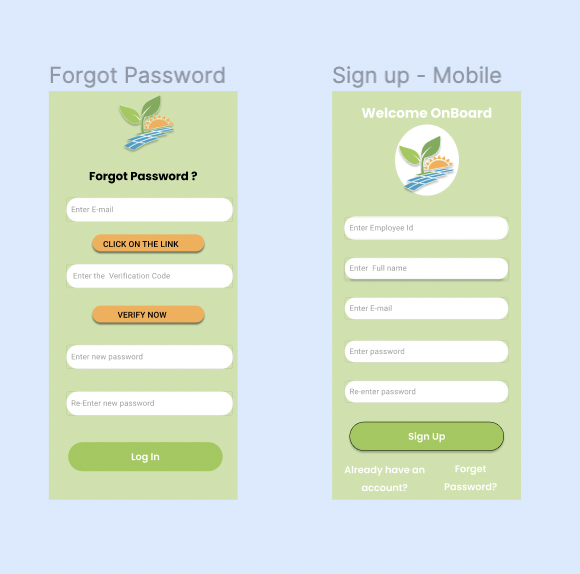 Forgot Password
Forgot Password ?
Enter E-mail
CLICK ON THE LINK
Enter the Verification Code
VERIFY NOW
Enter new password
Re-Enter new password
Log In
Sign up - Mobile
Welcome OnBoard
Enter Employee Id
Enter Full name
Enter E-mail
Enter password
Re-enter password
Sign Up
Already have an
account?
Forget
Password?